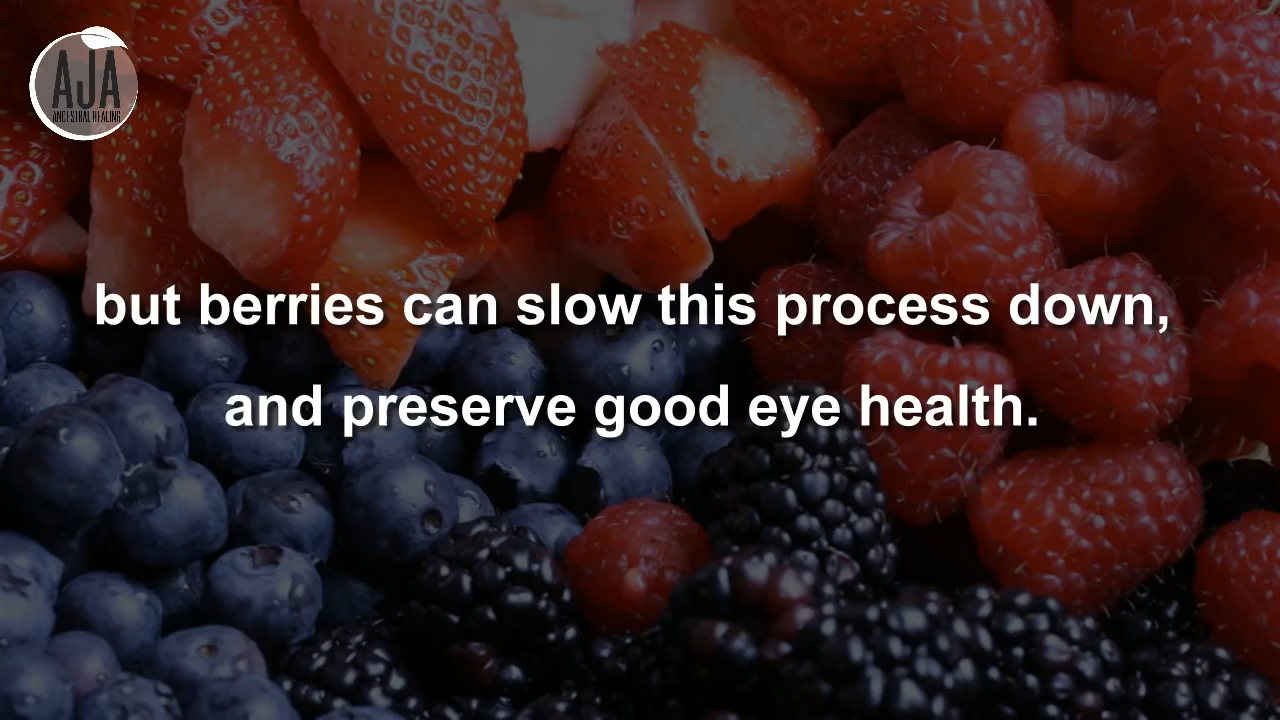 AJA
ANCESTRAL HEALING
but berries can slow this process down,
and preserve good eye health.